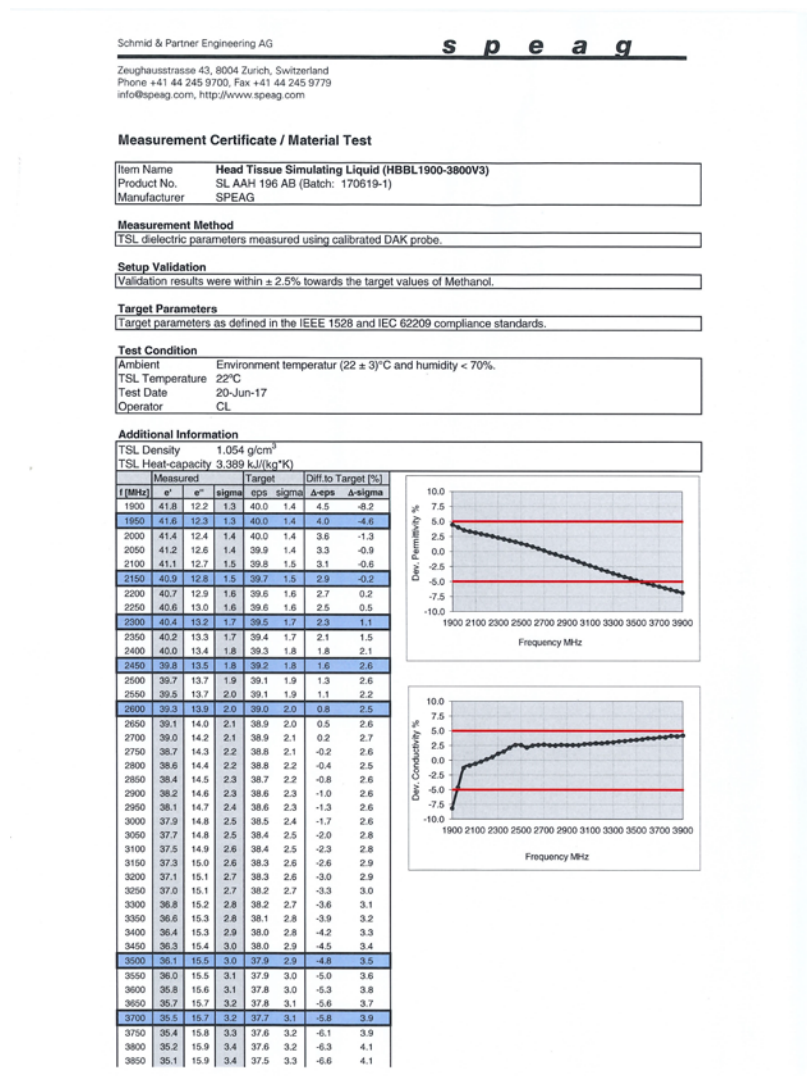 Schmid & Partner Engineering AG
s p e a g
Zeughausstrasse 43, 8004 Zurich, Switzerland
Phone +41 44 245 9700, Fax +41 44 245 9779
info@speag.com, http://www.speag.com
Measurement Certificate / Material Test
Item Name Head Tissue Simulating Liquid (HBBL1900-3800V3)
Product No. SL AAH 196 AB (Batch: 170619-1)
Manufacturer SPEAG
Measurement Method
TSL dielectric parameters measured using calibrated DAK probe.
Setup Validation
Validation results were within ± 2.5% towards the target values of Methanol.
Target Parameters
Target parameters as defined in the IEEE 1528 and IEC 62209 compliance standards.
Test Condition
Ambient Environment temperatur (22 ± 3)°C and humidity < 70%.
TSL Temperature 22°C
Test Date 20-Jun-17
Operator CL
Additional Information
TSL Density 1.054 g/cm³
TSL Heat-capacity 3.389 kJ/(kg*K)
Measured Target Diff.to Target [%]
f [MHz] e' e" sigma eps sigma Δ-eps Δ-sigma
1900 41.8 12.2 1.3 40.0 1.4 4.5 -8.2
1950 41.6 12.3 1.3 40.0 1.4 4.0 -4.6
2000 41.4 12.4 1.4 40.0 1.4 3.6 -1.3
2050 41.2 12.6 1.4 39.9 1.4 3.3 -0.9
2100 41.1 12.7 1.5 39.8 1.5 3.1 -0.6
2150 40.9 12.8 1.5 39.7 1.5 2.9 -0.2
2200 40.7 12.9 1.6 39.6 1.6 2.7 0.2
2250 40.6 13.0 1.6 39.6 1.6 2.5 0.5
2300 40.4 13.2 1.7 39.5 1.7 2.3 1.1
2350 40.2 13.3 1.7 39.4 1.7 2.1 1.5
2400 40.0 13.4 1.8 39.3 1.8 1.8 2.1
2450 39.8 13.5 1.8 39.2 1.8 1.6 2.6
2500 39.7 13.7 1.9 39.1 1.9 1.3 2.6
2550 39.5 13.7 2.0 39.1 1.9 1.1 2.2
2600 39.3 13.9 2.0 39.0 2.0 0.8 2.5
2650 39.1 14.0 2.1 38.9 2.0 0.5 2.6
2700 39.0 14.2 2.1 38.9 2.1 0.2 2.7
2750 38.7 14.3 2.2 38.8 2.1 -0.2 2.6
2800 38.6 14.4 2.2 38.8 2.2 -0.4 2.5
2850 38.4 14.5 2.3 38.7 2.2 -0.8 2.6
2900 38.2 14.6 2.3 38.6 2.3 -1.0 2.6
2950 38.1 14.7 2.4 38.6 2.3 -1.3 2.6
3000 37.9 14.8 2.5 38.5 2.4 -1.7 2.6
3050 37.7 14.8 2.5 38.4 2.5 -2.0 2.8
3100 37.5 14.9 2.6 38.4 2.5 -2.3 2.8
3150 37.3 15.0 2.6 38.3 2.6 -2.6 2.9
3200 37.1 15.1 2.7 38.3 2.6 -3.0 2.9
3250 37.0 15.1 2.7 38.2 2.7 -3.3 3.0
3300 36.8 15.2 2.8 38.2 2.7 -3.6 3.1
3350 36.6 15.3 2.8 38.1 2.8 -3.9 3.2
3400 36.4 15.3 2.9 38.0 2.8 -4.2 3.3
3450 36.3 15.4 3.0 38.0 2.9 -4.5 3.4
3500 36.1 15.5 3.0 37.9 2.9 -4.8 3.5
3550 36.0 15.5 3.1 37.9 3.0 -5.0 3.6
3600 35.8 15.6 3.1 37.8 3.0 -5.3 3.8
3650 35.7 15.7 3.2 37.8 3.1 -5.6 3.7
3700 35.5 15.7 3.2 37.7 3.1 -5.8 3.9
3750 35.4 15.8 3.3 37.6 3.2 -6.1 3.9
3800 35.2 15.9 3.4 37.6 3.2 -6.3 4.1
3850 35.1 15.9 3.4 37.5 3.3 -6.6 4.1
Dev. Permittivity %
10.0
7.5
5.0
2.5
0.0
-2.5
-5.0
-7.5
-10.0
1900 2100 2300 2500 2700 2900 3100 3300 3500 3700 3900
Frequency MHz
Dev. Conductivity %
10.0
7.5
5.0
2.5
0.0
-2.5
-5.0
-7.5
-10.0
1900 2100 2300 2500 2700 2900 3100 3300 3500 3700 3900
Frequency MHz